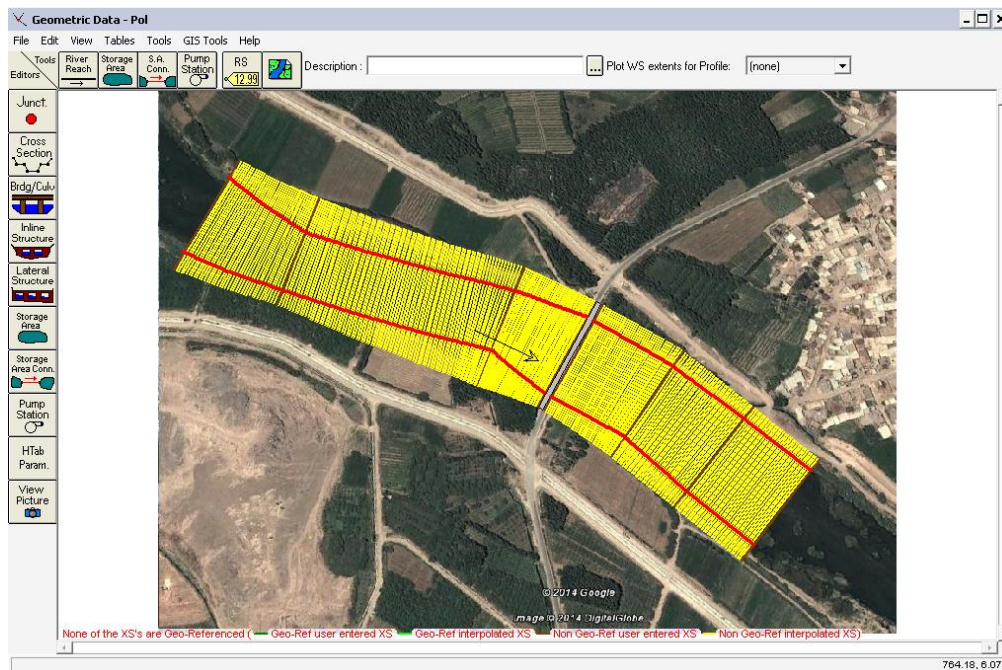 Geometric Data - Pol
File Edit View Tables Tools GIS Tools Help
Tools
Editors
River
Reach
Storage
Area
S.A.
Conn.
Pump
Station
RS
12.99
Description :
...
Plot WS extents for Profile:
(none)
Junct.
Cross
Section
Brdg/Culv
Inline
Structure
Lateral
Structure
Storage
Area
Storage
Area Conn.
Pump
Station
HTab
Param.
View
Picture
© 2014 Google
Image © 2014 DigitalGlobe
None of the XS's are Geo-Referenced ( Geo-Ref user entered XS Geo-Ref interpolated XS Non Geo-Ref user entered XS Non Geo-Ref interpolated XS)
764.18, 6.07